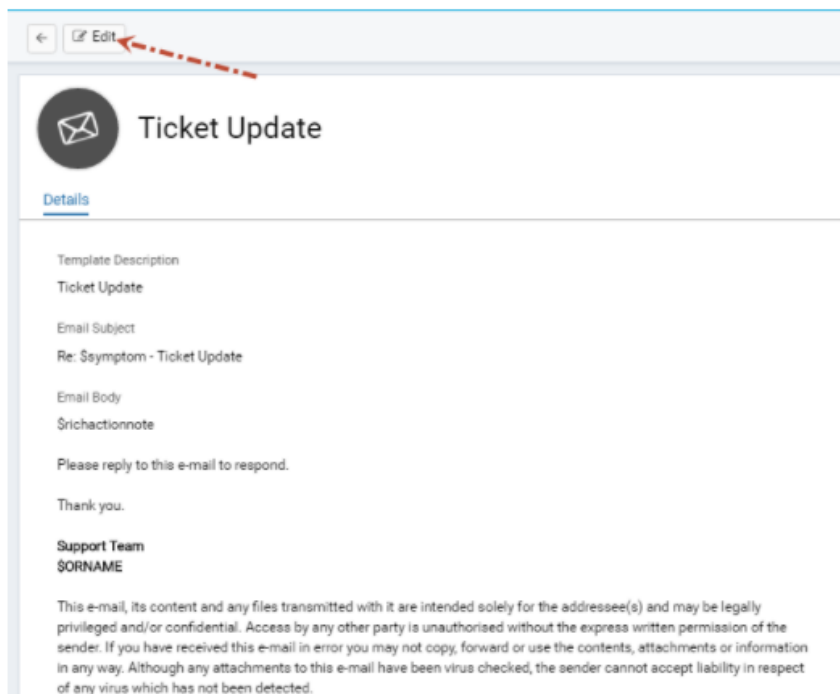 Edit
Ticket Update
Details
Template Description
Ticket Update
Email Subject
Re: $symptom - Ticket Update
Email Body
$richactionnote
Please reply to this e-mail to respond.
Thank you.
Support Team
$ORNAME
This e-mail, its content and any files transmitted with it are intended solely for the addressee(s) and may be legally
privileged and/or confidential. Access by any other party is unauthorised without the express written permission of the
sender. If you have received this e-mail in error you may not copy, forward or use the contents, attachments or information
in any way. Although any attachments to this e-mail have been virus checked, the sender cannot accept liability in respect
of any virus which has not been detected.